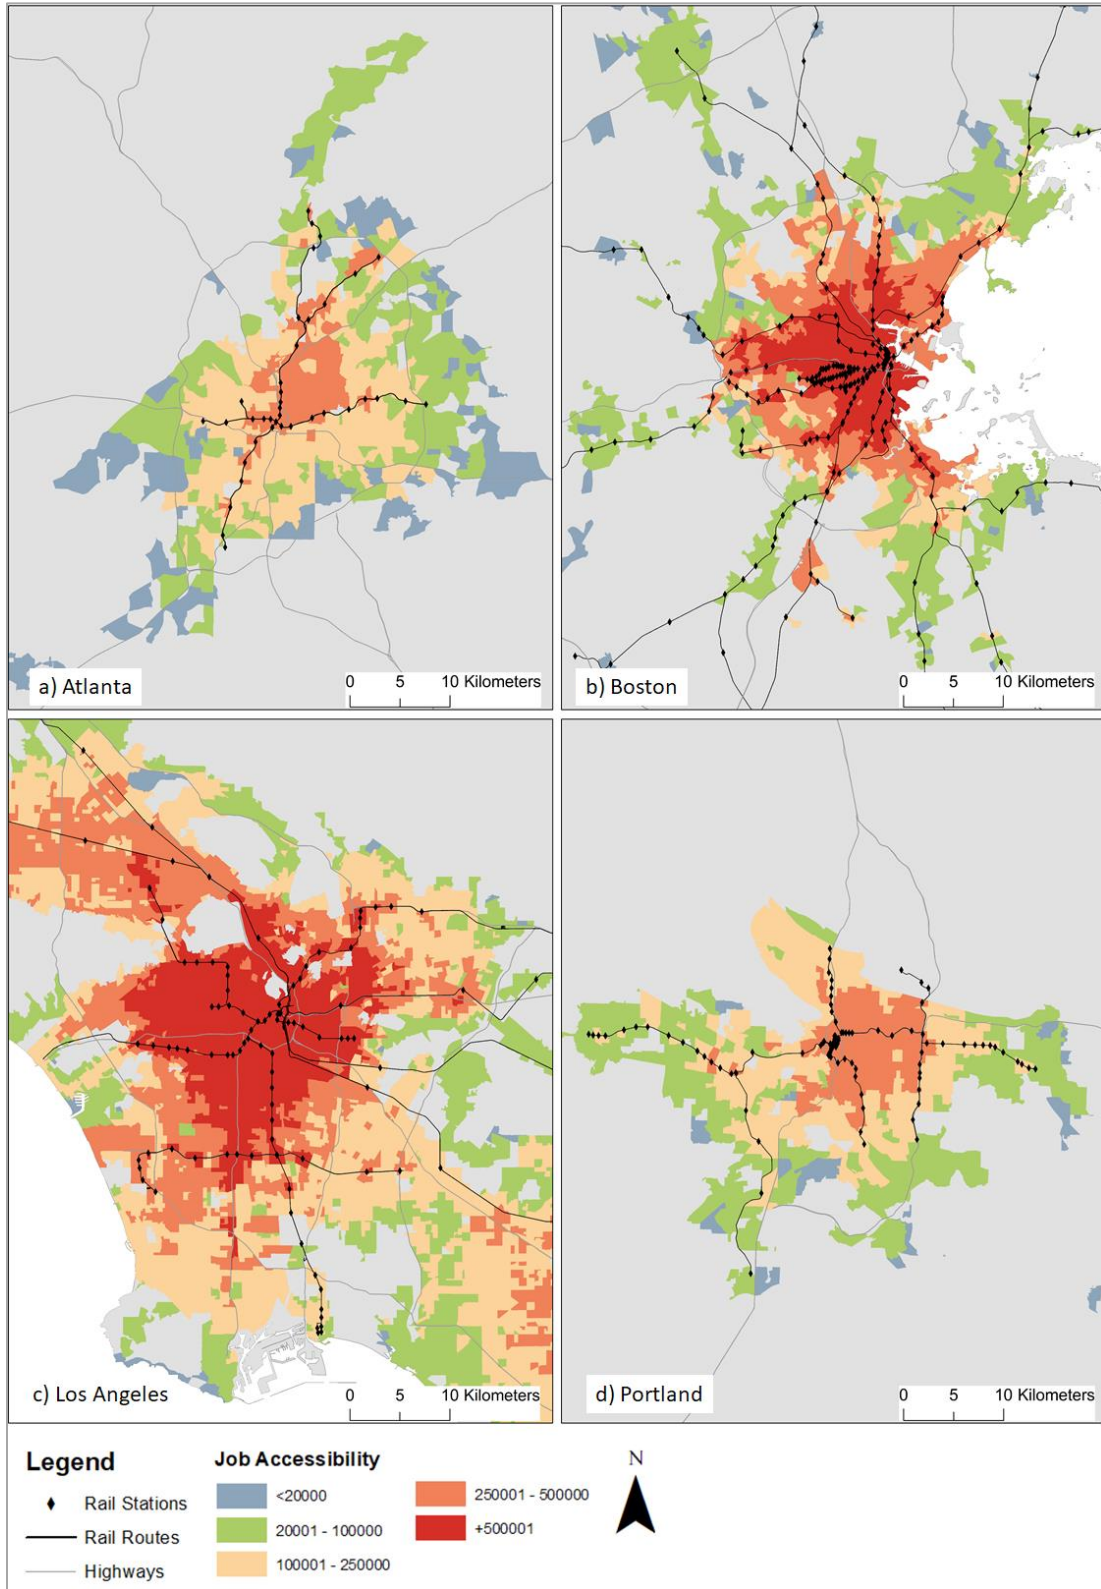 a) Atlanta
0 5 10 Kilometers
b) Boston
0 5 10 Kilometers
c) Los Angeles
0 5 10 Kilometers
d) Portland
0 5 10 Kilometers
Legend
Rail Stations
Rail Routes
Highways
Job Accessibility
<20000
20001 - 100000
100001 - 250000
250001 - 500000
+500001
N